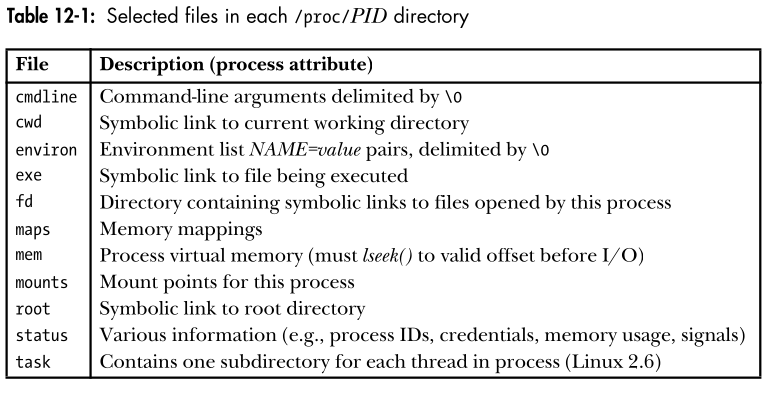 Table 12-1: Selected files in each /proc/PID directory
File Description (process attribute)
cmdline Command-line arguments delimited by \0
cwd Symbolic link to current working directory
environ Environment list NAME=value pairs, delimited by \0
exe Symbolic link to file being executed
fd Directory containing symbolic links to files opened by this process
maps Memory mappings
mem Process virtual memory (must lseek() to valid offset before I/O)
mounts Mount points for this process
root Symbolic link to root directory
status Various information (e.g., process IDs, credentials, memory usage, signals)
task Contains one subdirectory for each thread in process (Linux 2.6)